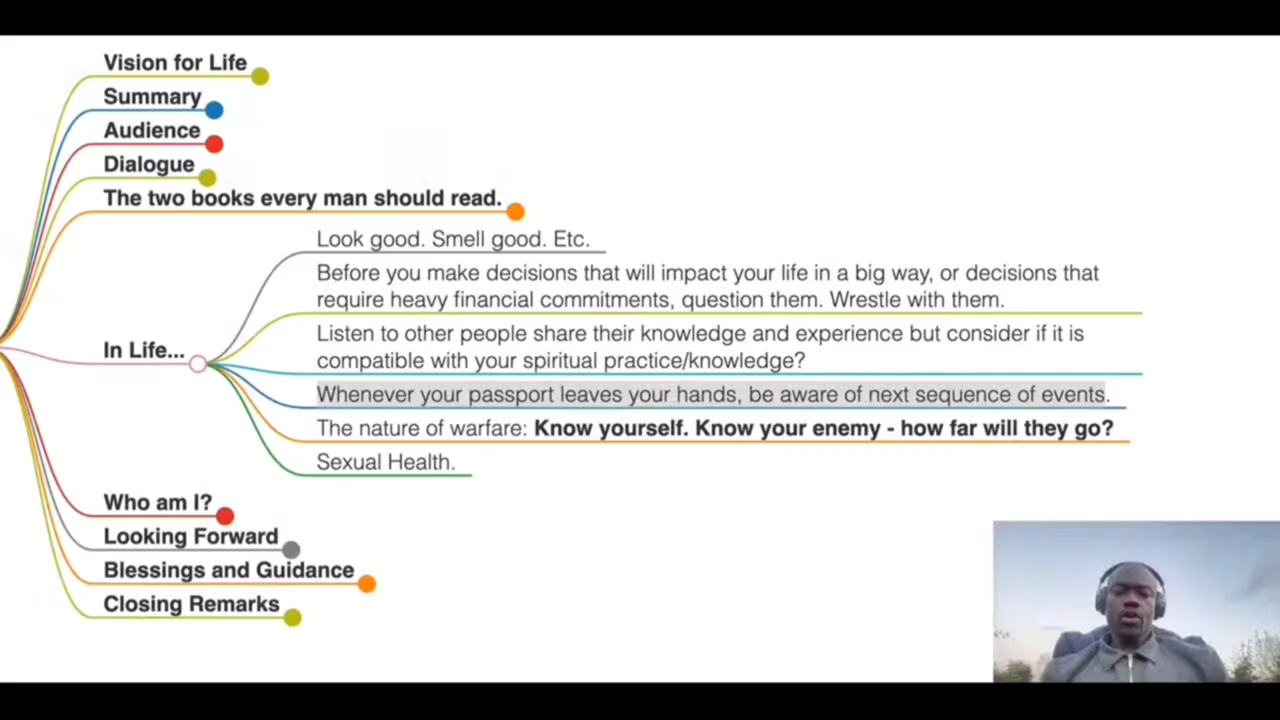 Vision for Life
Summary
Audience
Dialogue
The two books every man should read.
In Life...
Look good. Smell good. Etc.
Before you make decisions that will impact your life in a big way, or decisions that
require heavy financial commitments, question them. Wrestle with them.
Listen to other people share their knowledge and experience but consider if it is
compatible with your spiritual practice/knowledge?
Whenever your passport leaves your hands, be aware of next sequence of events.
The nature of warfare: Know yourself. Know your enemy - how far will they go?
Sexual Health.
Who am I?
Looking Forward
Blessings and Guidance
Closing Remarks